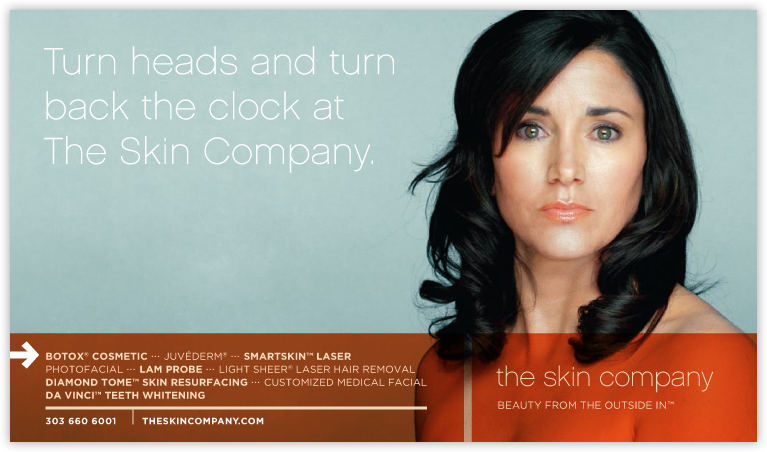 Turn heads and turn
back the clock at
The Skin Company.
BOTOX® COSMETIC ··· JUVÉDERM® ··· SMARTSKIN™ LASER
PHOTOFACIAL ··· LAM PROBE ··· LIGHT SHEER® LASER HAIR REMOVAL
DIAMOND TOME™ SKIN RESURFACING ··· CUSTOMIZED MEDICAL FACIAL
DA VINCI™ TEETH WHITENING
303 660 6001 | THESKINCOMPANY.COM
the skin company
BEAUTY FROM THE OUTSIDE IN™